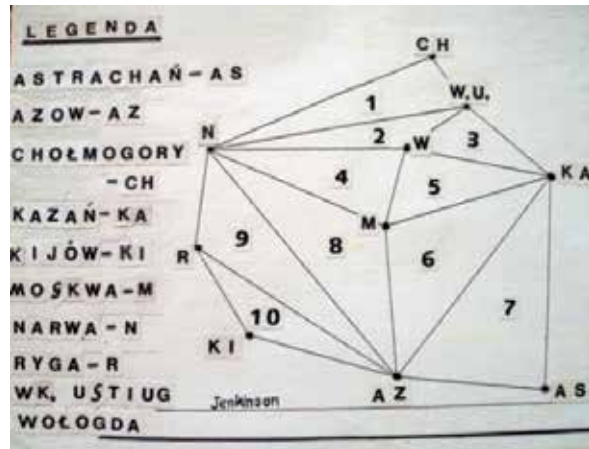 LEGENDA
ASTRACHAŃ-AS
AZOW-AZ
CHOŁMOGORY
-CH
KAZAŃ-KA
KIJÓW-KI
MOSKWA-M
NARWA-N
RYGA-R
WK. USTIUG
WOŁOGDA
Jenkinson
CH
W.U.
1
N
2
W
3
KA
4
5
M
R
9
8
6
7
10
KI
AZ
AS